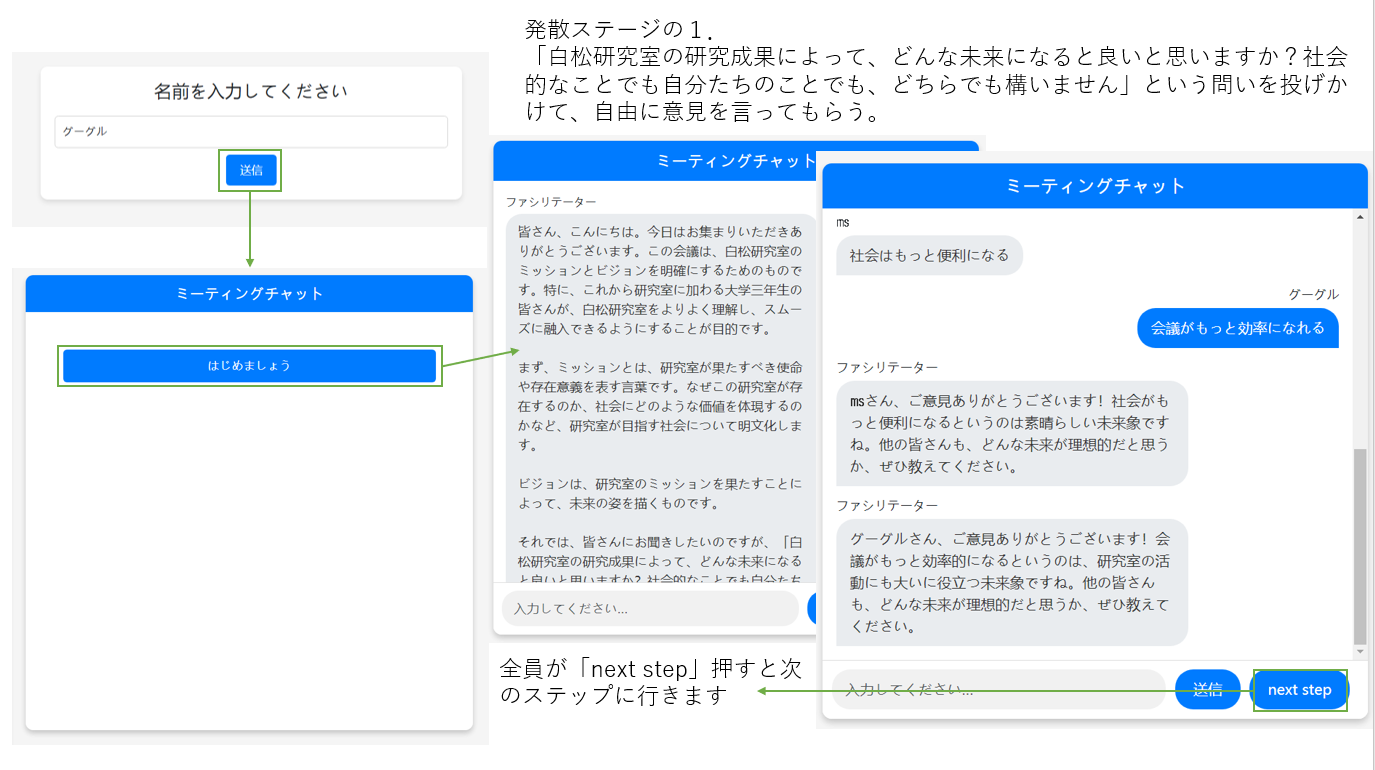 発散ステージの１.
「白松研究室の研究成果によって、どんな未来になると良いと思いますか？社会
的なことでも自分たちのことでも、どちらでも構いません」という問いを投げか
けて、自由に意見を言ってもらう。
名前を入力してください
グーグル
送信
ミーティングチャット
はじめましょう
ミーティングチャット
ファシリテーター
皆さん、こんにちは。今日はお集まりいただきあ
りがとうございます。この会議は、白松研究室の
ミッションとビジョンを明確にするためのもので
す。特に、これから研究室に加わる大学三年生の
皆さんが、白松研究室をよりよく理解し、スムー
ズに融入できるようにすることが目的です。
まず、ミッションとは、研究室が果たすべき使命
や存在意義を表す言葉です。なぜこの研究室が存
在するのか、社会にどのような価値を体現するの
かなど、研究室が目指す社会について明文化しま
す。
ビジョンは、研究室のミッションを果たすことに
よって、未来の姿を描くものです。
それでは、皆さんにお聞きしたいのですが、「白
松研究室の研究成果によって、どんな未来になる
と良いと思いますか？社会的なことでも自分たち
入力してください...
ミーティングチャット
ms
社会はもっと便利になる
グーグル
会議がもっと効率になれる
ファシリテーター
msさん、ご意見ありがとうございます！社会がも
っと便利になるというのは素晴らしい未来象です
ね。他の皆さんも、どんな未来が理想的だと思う
か、ぜひ教えてください。
ファシリテーター
グーグルさん、ご意見ありがとうございます！会
議がもっと効率的になるというのは、研究室の活
動にも大いに役立つ未来象ですね。他の皆さん
も、どんな未来が理想的だと思うか、ぜひ教えて
ください。
入力してください...
送信
next step
全員が「next step」押すと次
のステップに行きます